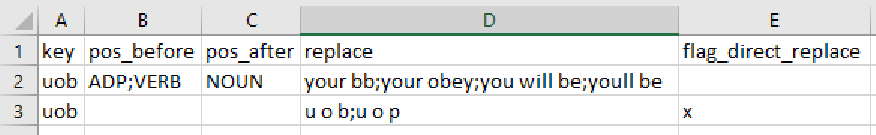 A B C D E
1 key pos_before pos_after replace flag_direct_replace
2 uob ADP;VERB NOUN your bb;your obey;you will be;youll be
3 uob u o b;u o p x